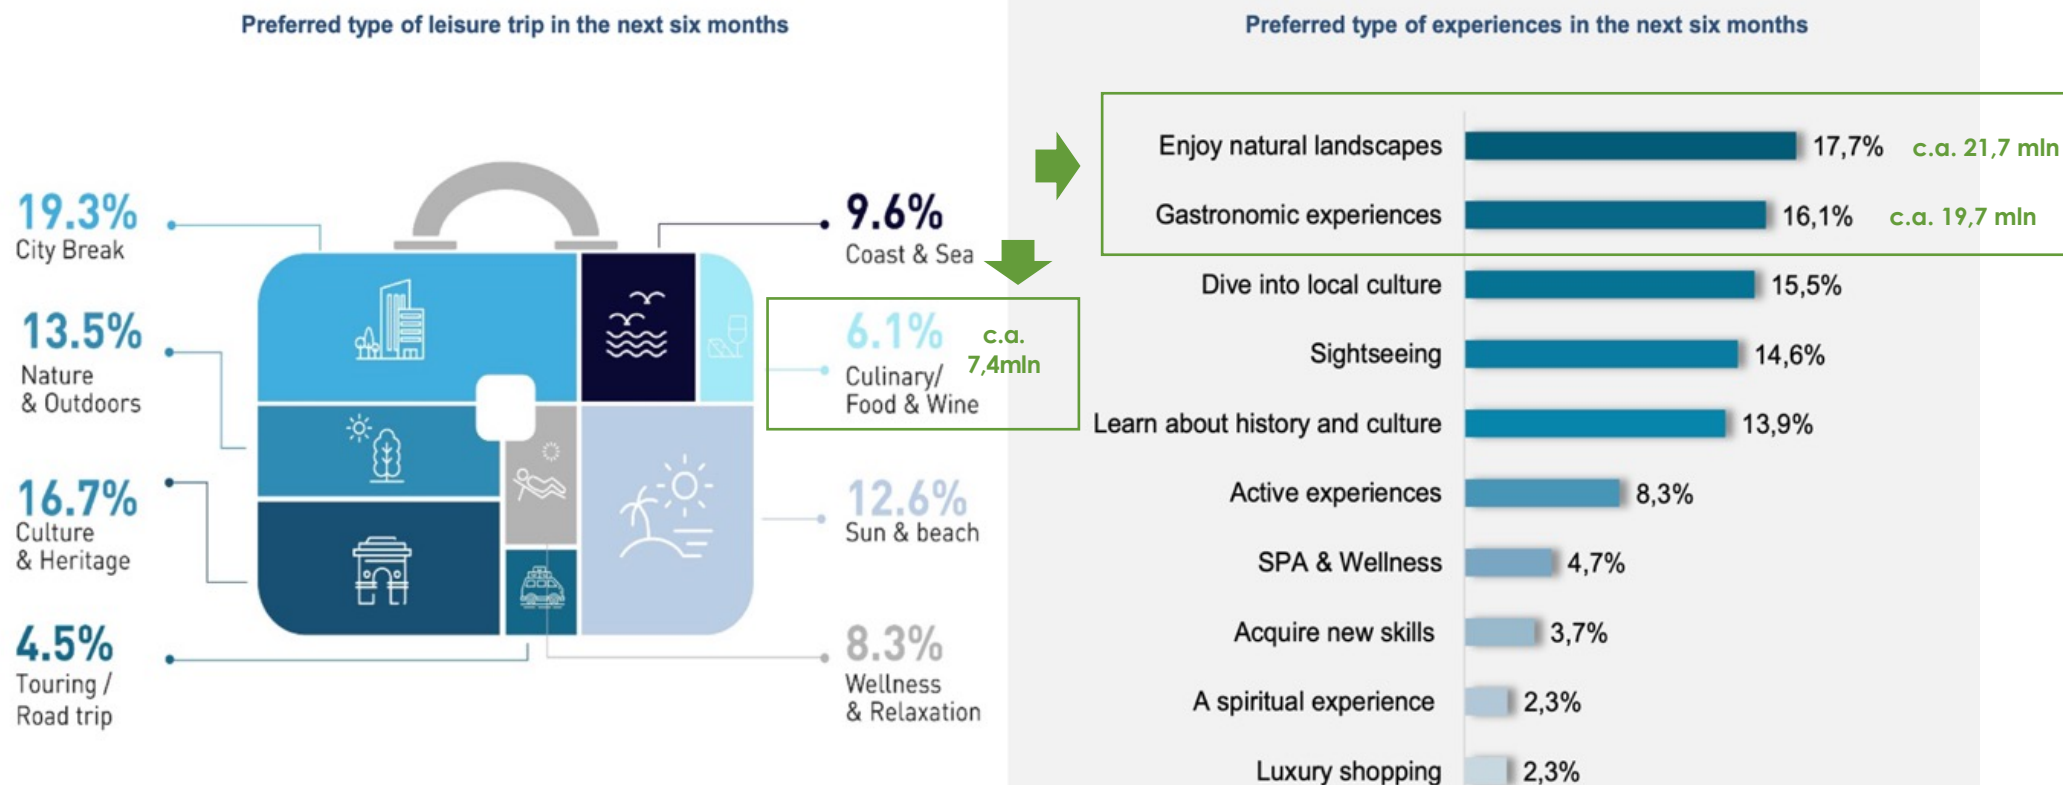 Preferred type of leisure trip in the next six months
19.3%
City Break
13.5%
Nature
& Outdoors
16.7%
Culture
& Heritage
4.5%
Touring /
Road trip
9.6%
Coast & Sea
6.1%
Culinary/
Food & Wine
c.a.
7,4mln
12.6%
Sun & beach
8.3%
Wellness
& Relaxation
Preferred type of experiences in the next six months
Enjoy natural landscapes 17,7% c.a. 21,7 mln
Gastronomic experiences 16,1% c.a. 19,7 mln
Dive into local culture 15,5%
Sightseeing 14,6%
Learn about history and culture 13,9%
Active experiences 8,3%
SPA & Wellness 4,7%
Acquire new skills 3,7%
A spiritual experience 2,3%
Luxury shopping 2,3%